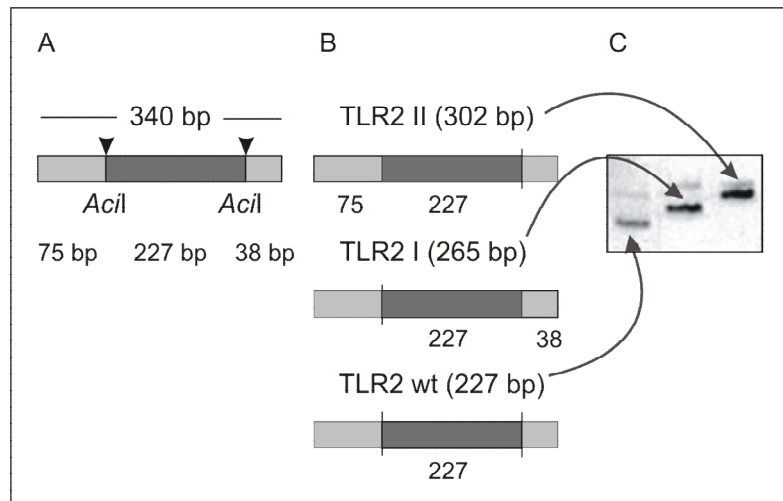 A
340 bp
AciI AciI
75 bp 227 bp 38 bp
B
TLR2 II (302 bp)
75 227
TLR2 I (265 bp)
227 38
TLR2 wt (227 bp)
227
C